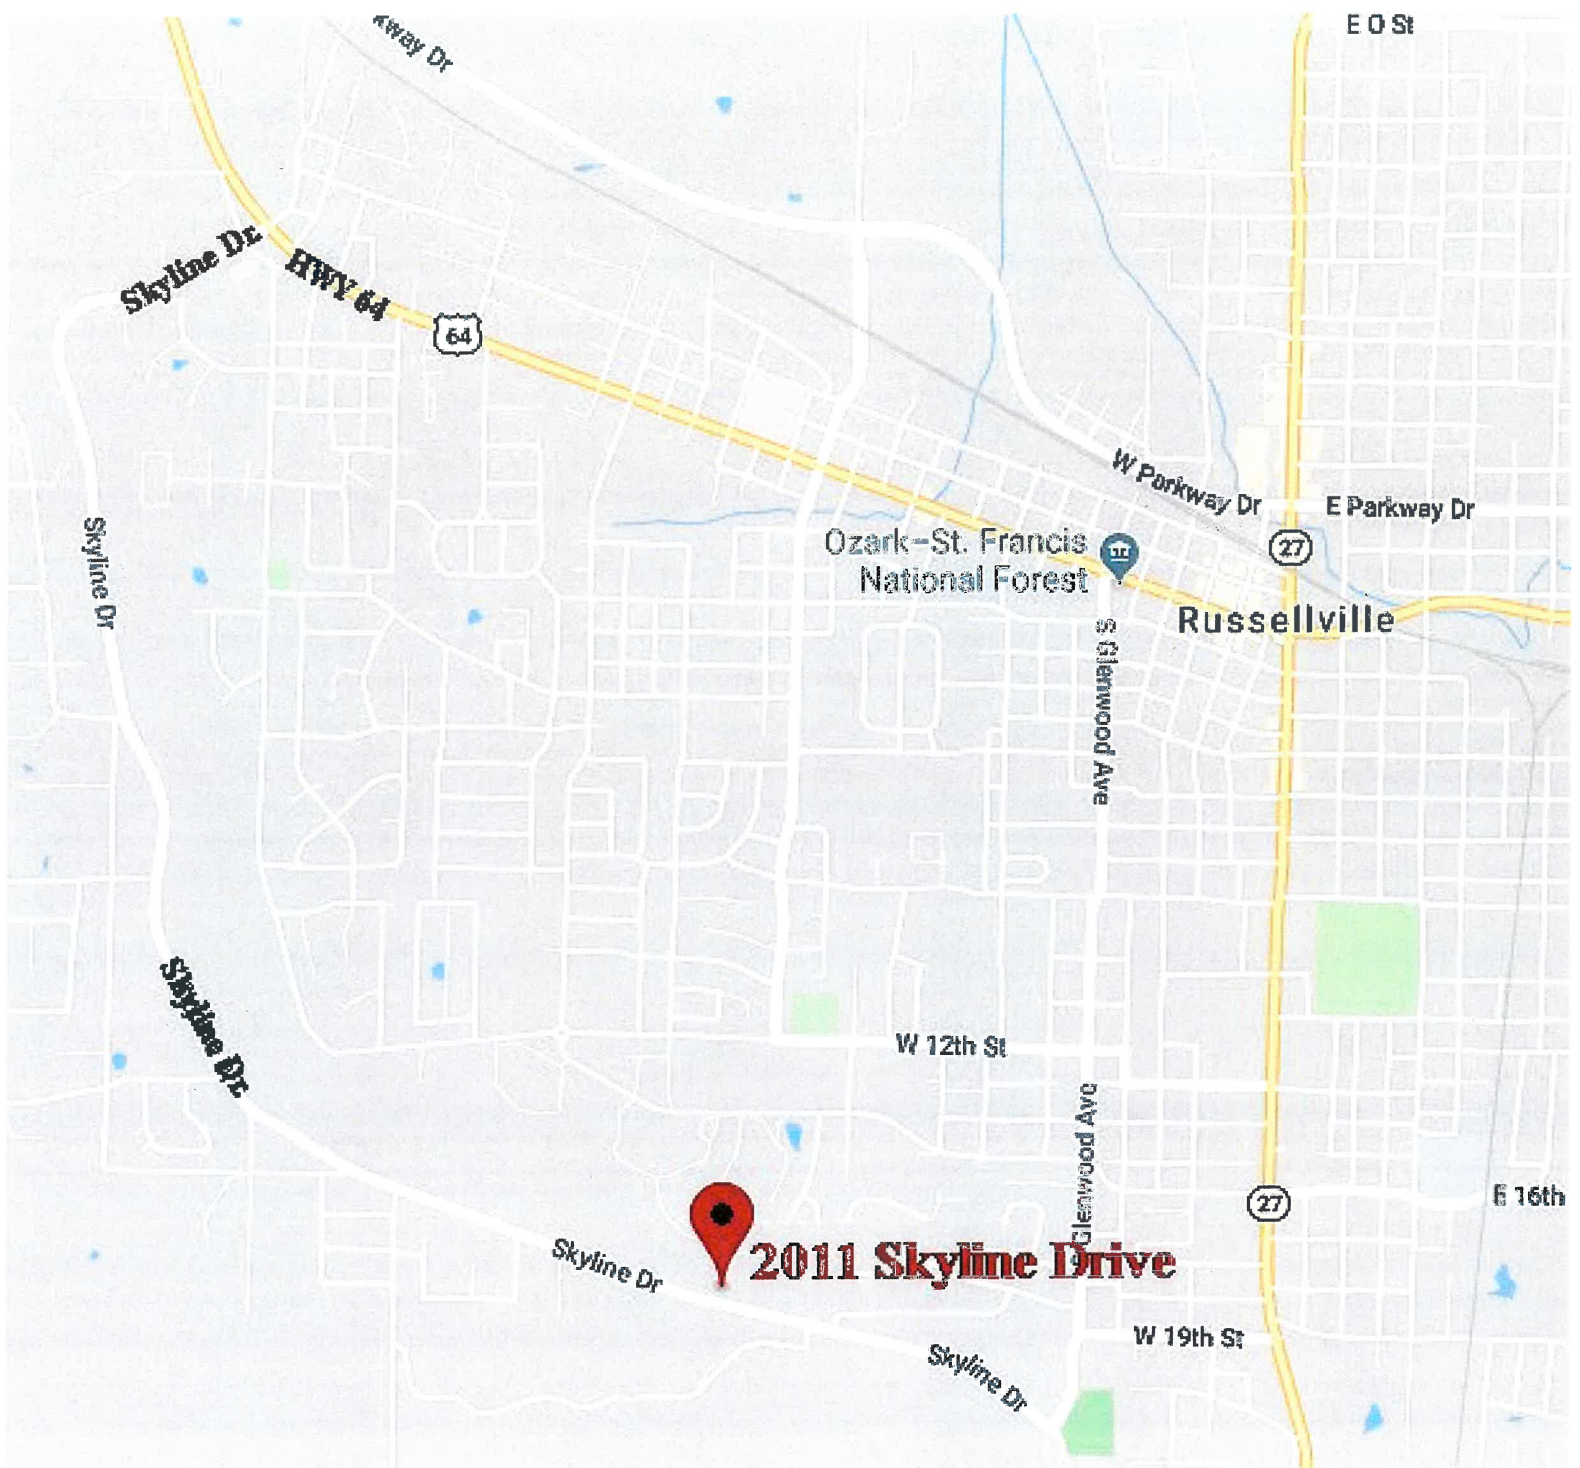 E O St
kway Dr
Skyline Dr.
HWY 64
64
W Parkway Dr
E Parkway Dr
Skyline Dr
Ozark-St. Francis
National Forest
27
Russellville
S Glenwood Ave
Skyline Dr.
W 12th St
S Glenwood Ave
E 16th
27
Skyline Dr
2011 Skyline Drive
W 19th St
Skyline Dr